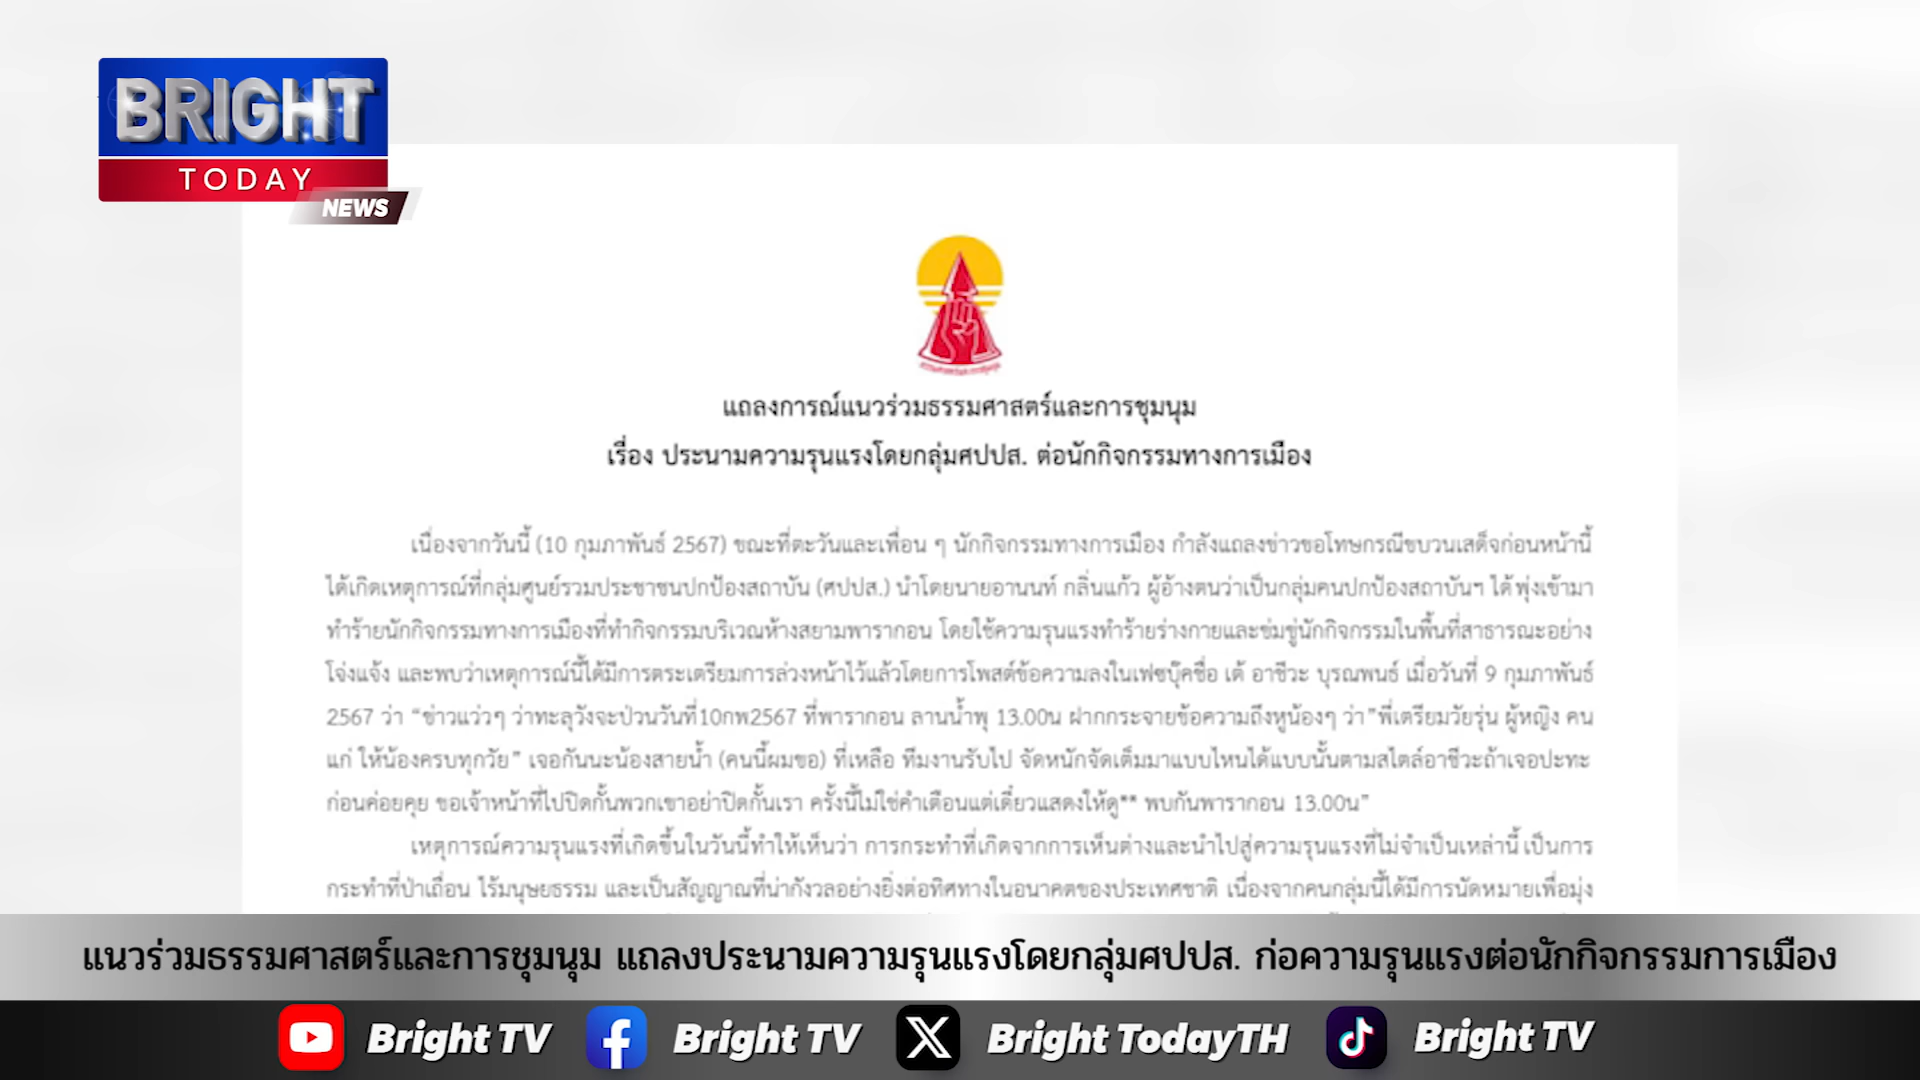 BRIGHT
TODAY
NEWS
แถลงการณ์แนวร่วมธรรมศาสตร์และการชุมนุม
เรื่อง ประนามความรุนแรงโดยกลุ่มศปปส. ต่อนักกิจกรรมทางการเมือง
เนื่องจากวันนี้ (10 กุมภาพันธ์ 2567) ขณะที่ตะวันและเพื่อน ๆ นักกิจกรรมทางการเมือง กำลังแถลงข่าวขอโทษกรณีขบวนเสด็จก่อนหน้านี้
ได้เกิดเหตุการณ์ที่กลุ่มศูนย์รวมประชาชนปกป้องสถาบัน (ศปปส.) นำโดยนายอานนท์ กลิ่นแก้ว ผู้อ้างตนว่าเป็นกลุ่มคนปกป้องสถาบันฯ ได้พุ่งเข้ามา
ทำร้ายนักกิจกรรมทางการเมืองที่ทำกิจกรรมบริเวณห้างสยามพารากอน โดยใช้ความรุนแรงทำร้ายร่างกายและข่มขู่นักกิจกรรมในพื้นที่สาธารณะอย่าง
โจ่งแจ้ง และพบว่าเหตุการณ์นี้ได้มีการตระเตรียมการล่วงหน้าไว้แล้วโดยการโพสต์ข้อความลงในเฟซบุ๊คชื่อ เต้ อาชีวะ บุรณพนธ์ เมื่อวันที่ 9 กุมภาพันธ์
2567 ว่า “ข่าวแว่วๆ ว่าทะลุวังจะป่วนวันที่10กพ2567 ที่พารากอน ลานน้ำพุ 13.00น ฝากกระจายข้อความถึงหูน้องๆ ว่า”พี่เตรียมวัยรุ่น ผู้หญิง คน
แก่ ให้น้องครบทุกวัย” เจอกันนะน้องสายน้ำ (คนนี้ผมขอ) ที่เหลือ ทีมงานรับไป จัดหนักจัดเต็มมาแบบไหนได้แบบนั้นตามสไตล์อาชีวะถ้าเจอปะทะ
ก่อนค่อยคุย ขอเจ้าหน้าที่ไปปิดกั้นพวกเขาอย่าปิดกั้นเรา ครั้งนี้ไม่ใช่คำเตือนแต่เดี๋ยวแสดงให้ดู** พบกันพารากอน 13.00น”
เหตุการณ์ความรุนแรงที่เกิดขึ้นในวันนี้ทำให้เห็นว่า การกระทำที่เกิดจากการเห็นต่างและนำไปสู่ความรุนแรงที่ไม่จำเป็นเหล่านี้ เป็นการ
กระทำที่ป่าเถื่อน ไร้มนุษยธรรม และเป็นสัญญาณที่น่ากังวลอย่างยิ่งต่อทิศทางในอนาคตของประเทศชาติ เนื่องจากคนกลุ่มนี้ได้มีการนัดหมายเพื่อมุ่ง
แนวร่วมธรรมศาสตร์และการชุมนุม แถลงประนามความรุนแรงโดยกลุ่มศปปส. ก่อความรุนแรงต่อนักกิจกรรมการเมือง
Bright TV Bright TV Bright TodayTH Bright TV